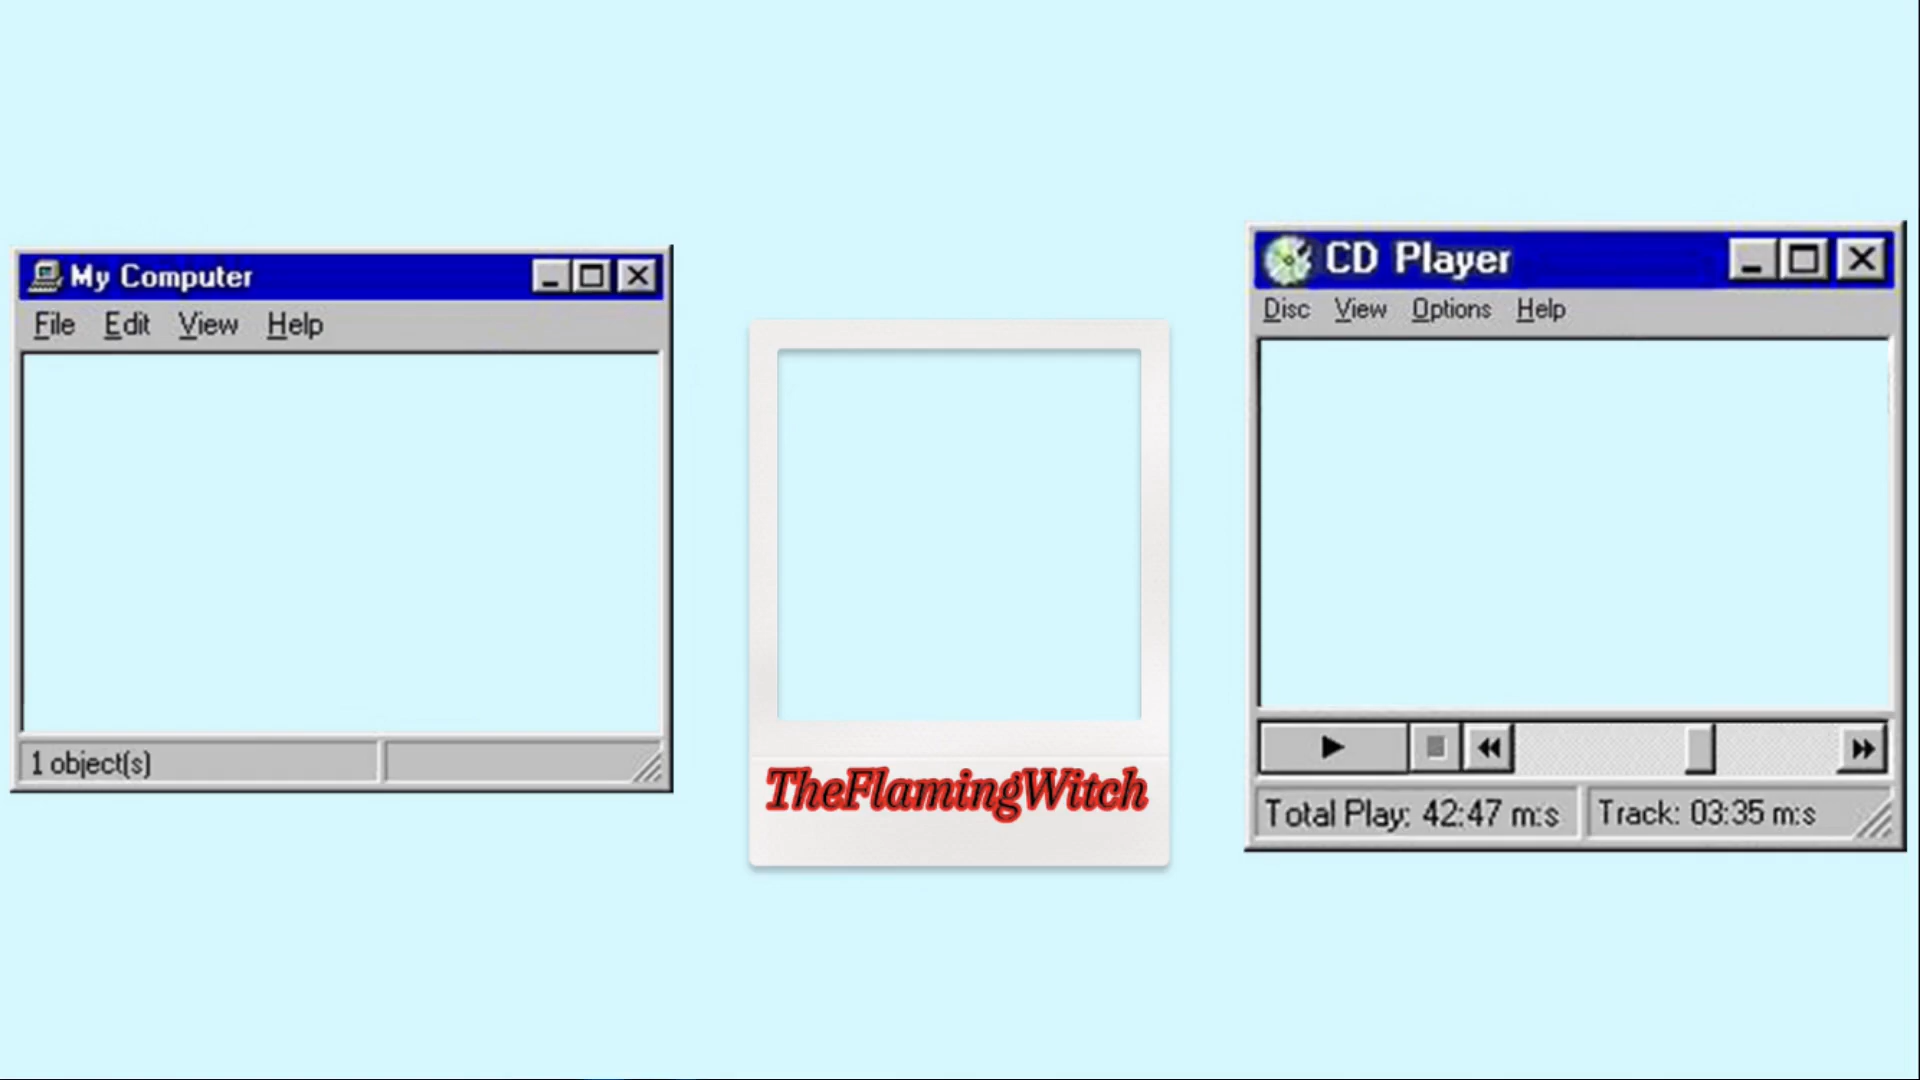 My Computer
File Edit View Help
1 object(s)
TheFlamingWitch
CD Player
Disc View Options Help
Total Play: 42:47 m:s Track: 03:35 m:s